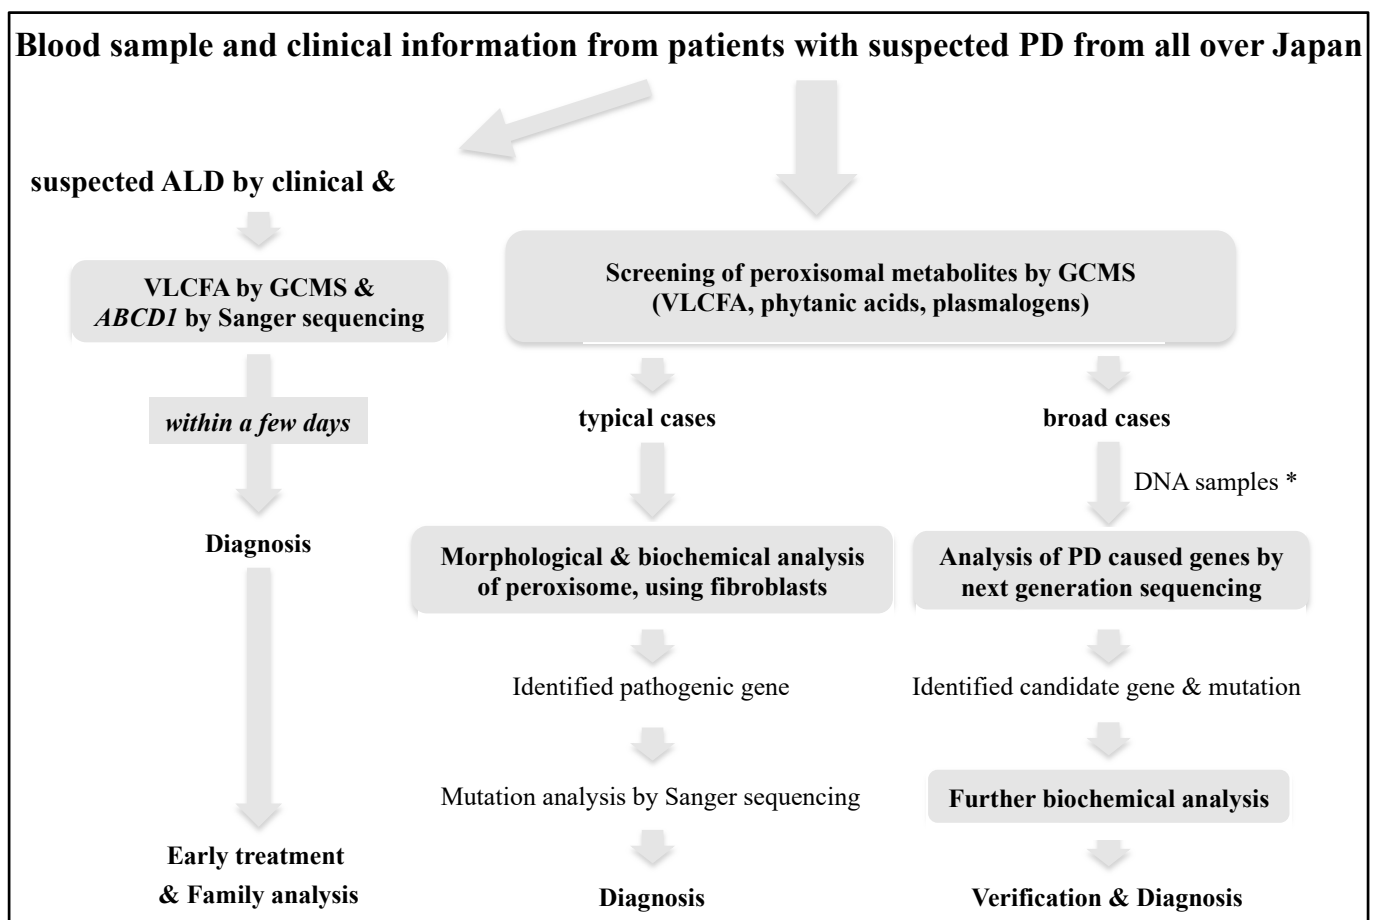 Blood sample and clinical information from patients with suspected PD from all over Japan
suspected ALD by clinical &
VLCFA by GCMS &
ABCD1 by Sanger sequencing
within a few days
Diagnosis
Early treatment
& Family analysis
Screening of peroxisomal metabolites by GCMS
(VLCFA, phytanic acids, plasmalogens)
typical cases
Morphological & biochemical analysis
of peroxisome, using fibroblasts
Identified pathogenic gene
Mutation analysis by Sanger sequencing
Diagnosis
broad cases
DNA samples *
Analysis of PD caused genes by
next generation sequencing
Identified candidate gene & mutation
Further biochemical analysis
Verification & Diagnosis